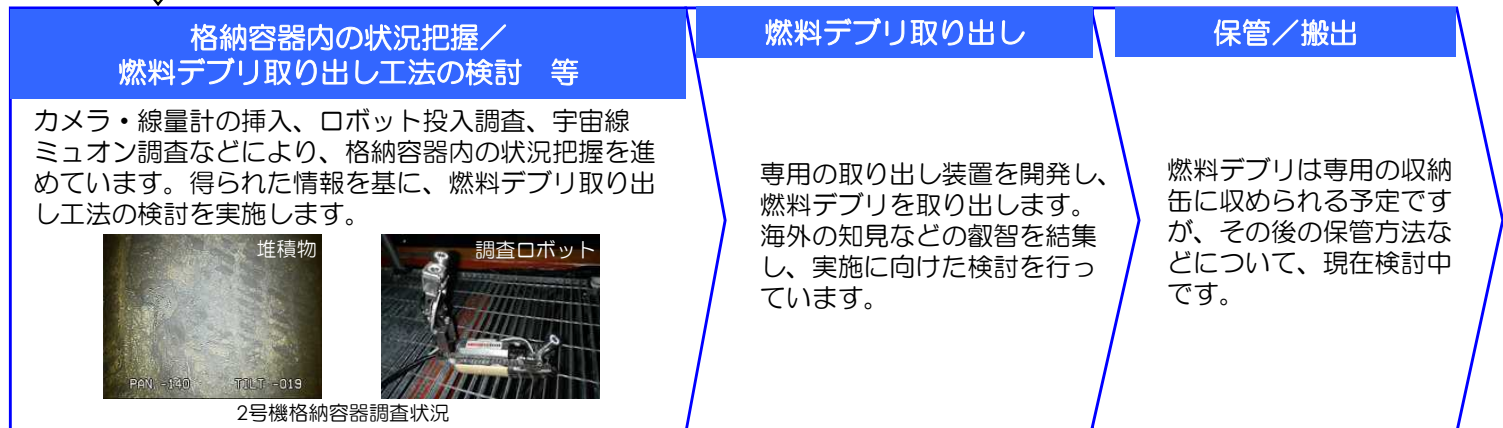 格納容器内の状況把握／
燃料デブリ取り出し工法の検討　等
カメラ・線量計の挿入、ロボット投入調査、宇宙線
ミュオン調査などにより、格納容器内の状況把握を進
めています。得られた情報を基に、燃料デブリ取り出
し工法の検討を実施します。
堆積物
PAN -140 TILT -019
調査ロボット
2号機格納容器調査状況
燃料デブリ取り出し
専用の取り出し装置を開発し、
燃料デブリを取り出します。
海外の知見などの叡智を結集
し、実施に向けた検討を行っ
ています。
保管／搬出
燃料デブリは専用の収納
缶に収められる予定です
が、その後の保管方法な
どについて、現在検討中
です。